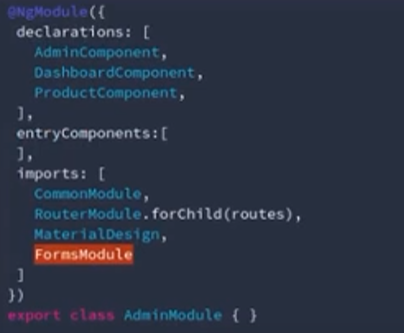 @NgModule({
declarations: [
AdminComponent,
DashboardComponent,
ProductComponent,
],
entryComponents:[
],
imports: [
CommonModule,
RouterModule.forChild(routes),
MaterialDesign,
FormsModule
]
})
export class AdminModule { }